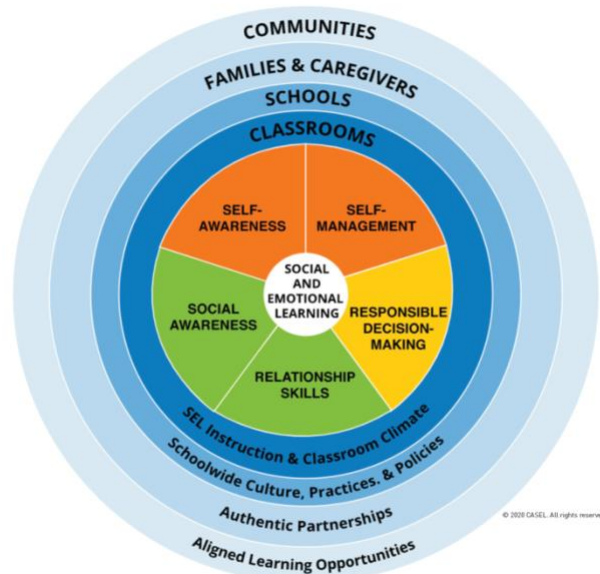 COMMUNITIES
FAMILIES & CAREGIVERS
SCHOOLS
CLASSROOMS
SELF-
AWARENESS
SELF-
MANAGEMENT
SOCIAL
AND
EMOTIONAL
LEARNING
SOCIAL
AWARENESS
RESPONSIBLE
DECISION-
MAKING
RELATIONSHIP
SKILLS
SEL Instruction & Classroom Climate
Schoolwide Culture, Practices. & Policies
Authentic Partnerships
Aligned Learning Opportunities
© 2020 CASEL. All rights reserve